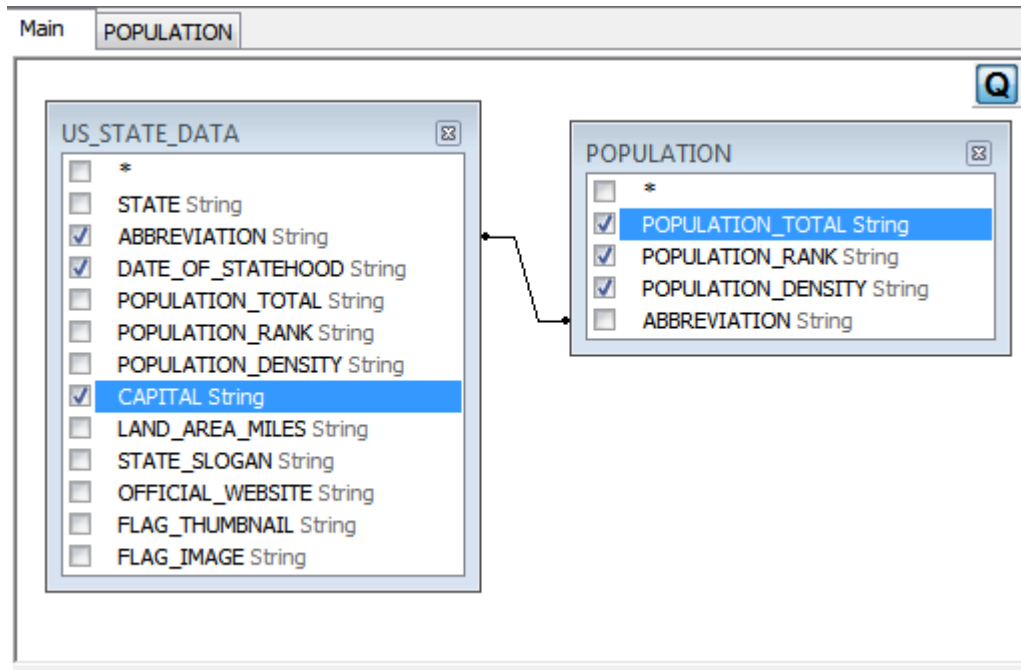 Main POPULATION
Q
US_STATE_DATA
*
STATE String
ABBREVIATION String
DATE_OF_STATEHOOD String
POPULATION_TOTAL String
POPULATION_RANK String
POPULATION_DENSITY String
CAPITAL String
LAND_AREA_MILES String
STATE_SLOGAN String
OFFICIAL_WEBSITE String
FLAG_THUMBNAIL String
FLAG_IMAGE String
POPULATION
*
POPULATION_TOTAL String
POPULATION_RANK String
POPULATION_DENSITY String
ABBREVIATION String